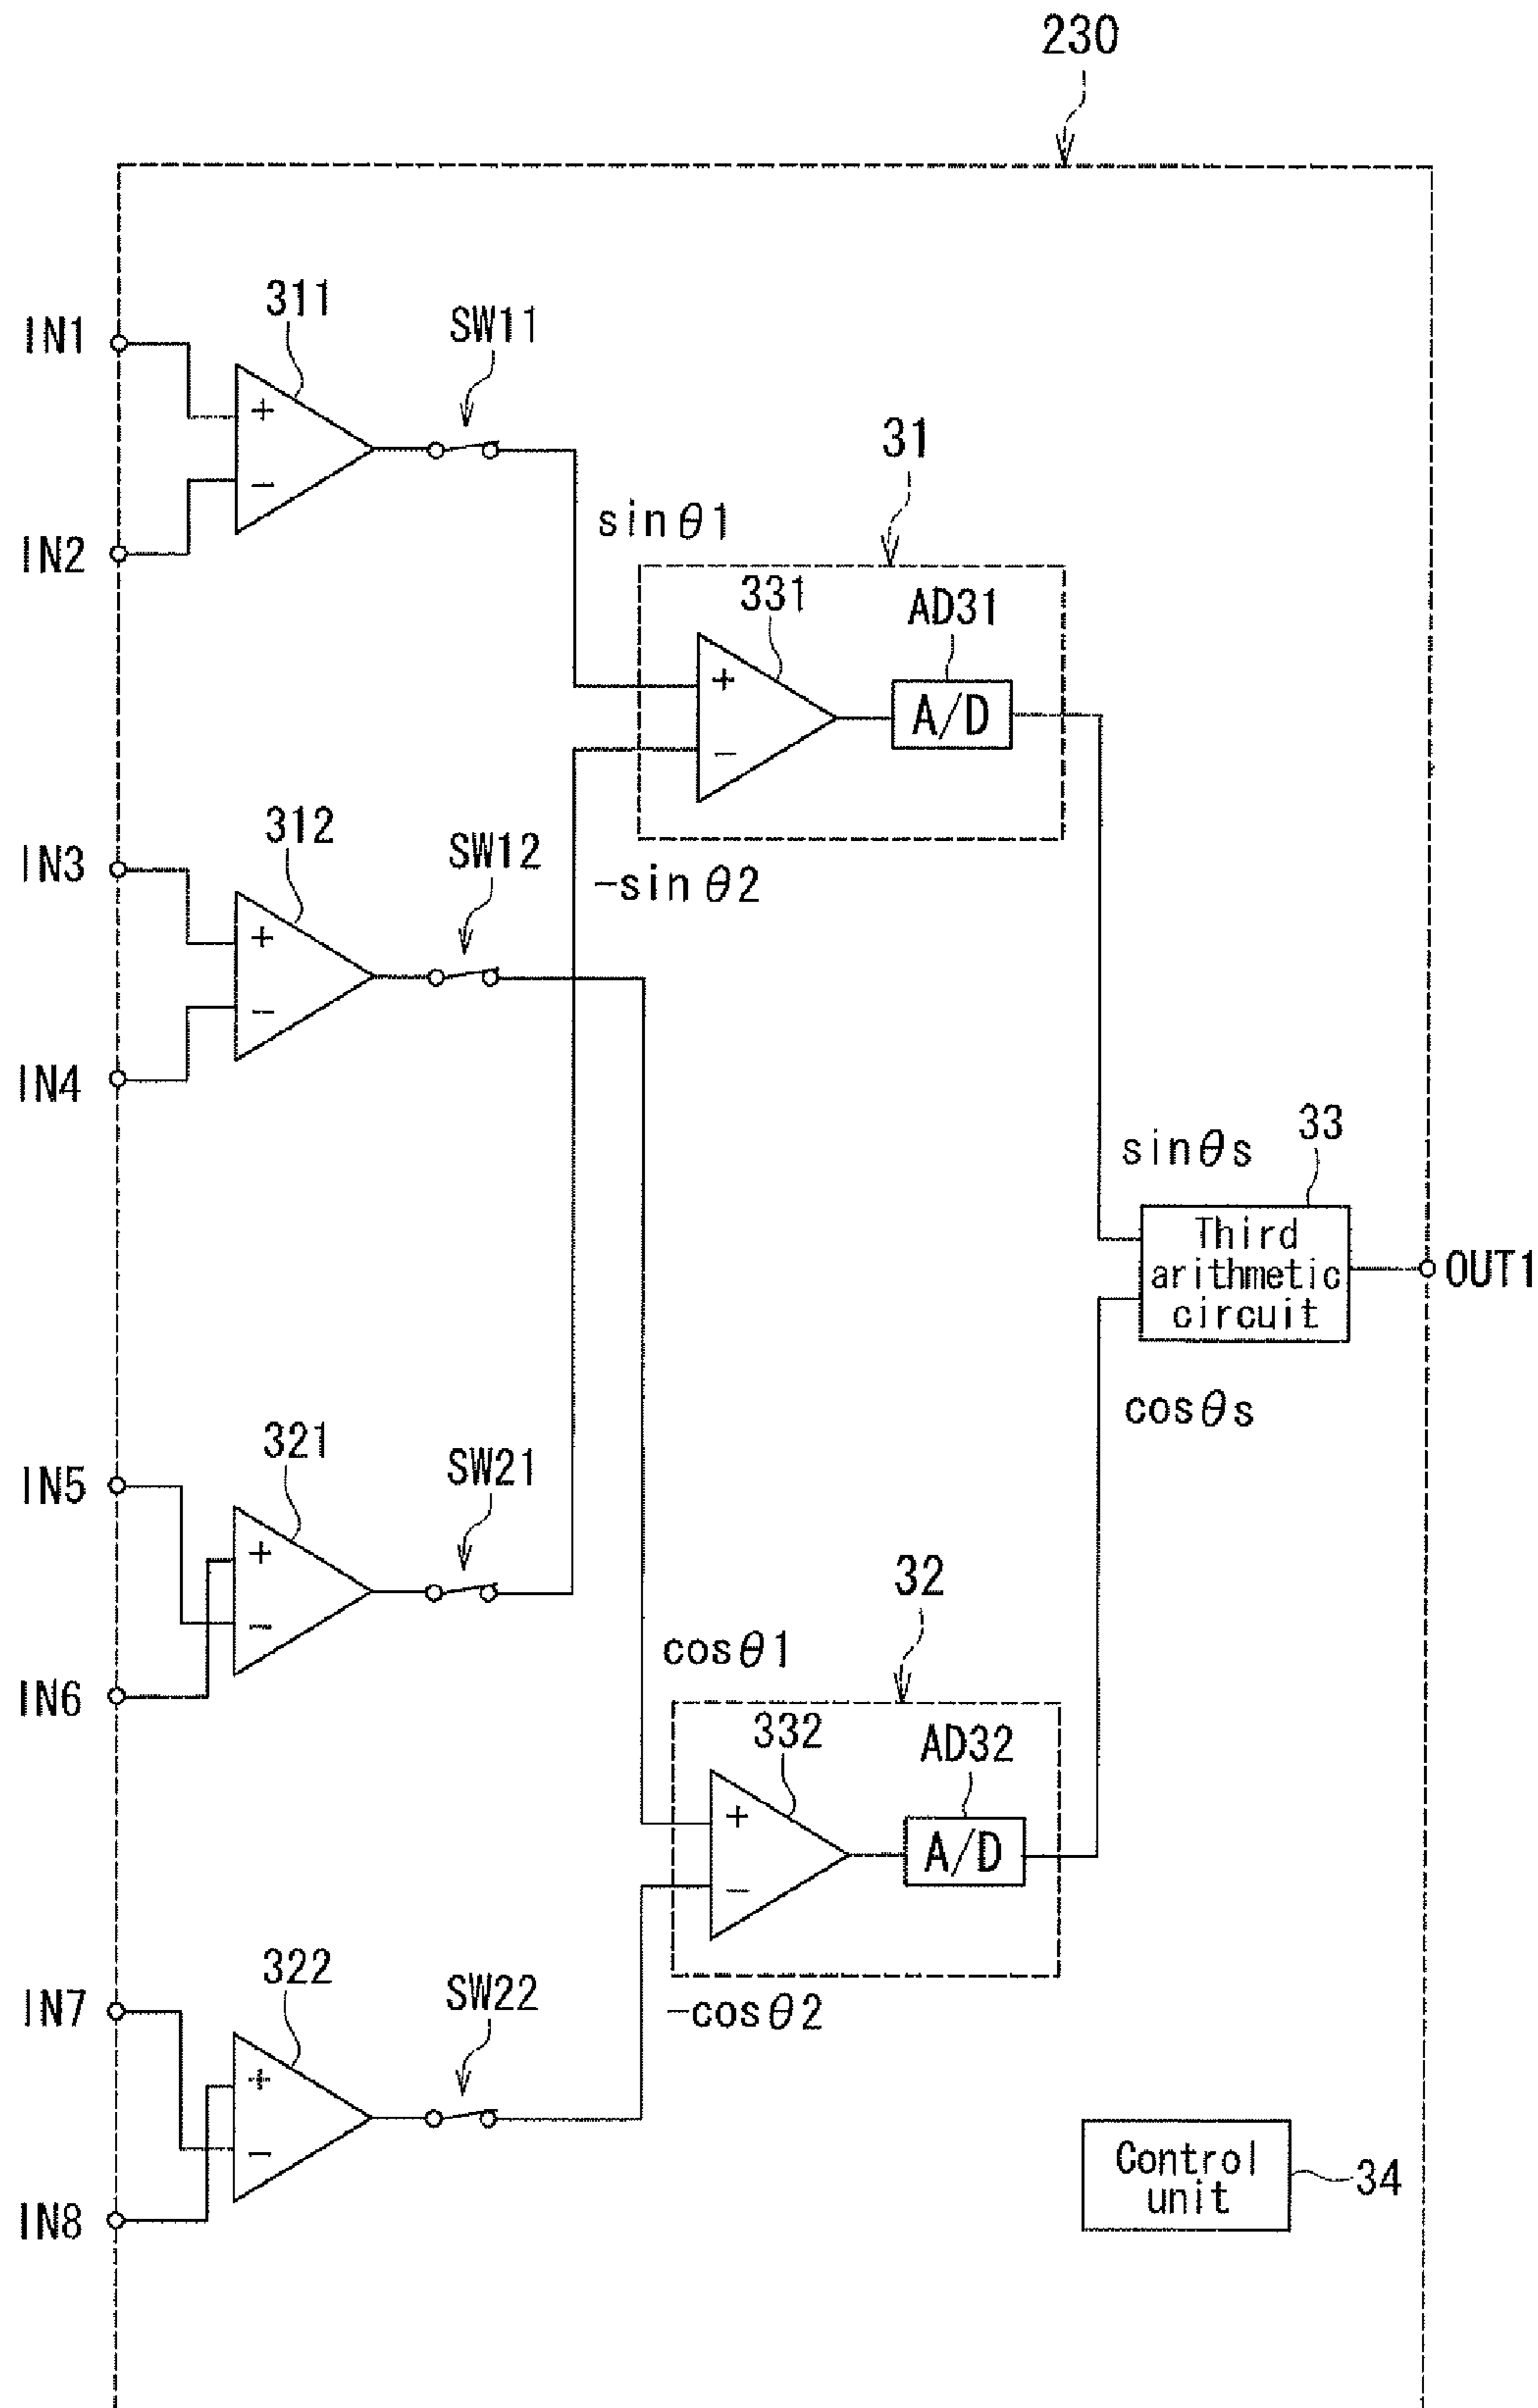 230
311
SW11
IN1
31
sinθ1
IN2
331
AD31
+
−
+
A/D
−
312
SW12
IN3
−sinθ2
+
−
IN4
33
sinθs
Third
arithmetic
circuit
OUT1
cosθs
321
SW21
IN5
+
−
32
cosθ1
IN6
332
AD32
+
A/D
−
322
SW22
IN7
−cosθ2
+
−
Control
unit
34
IN8